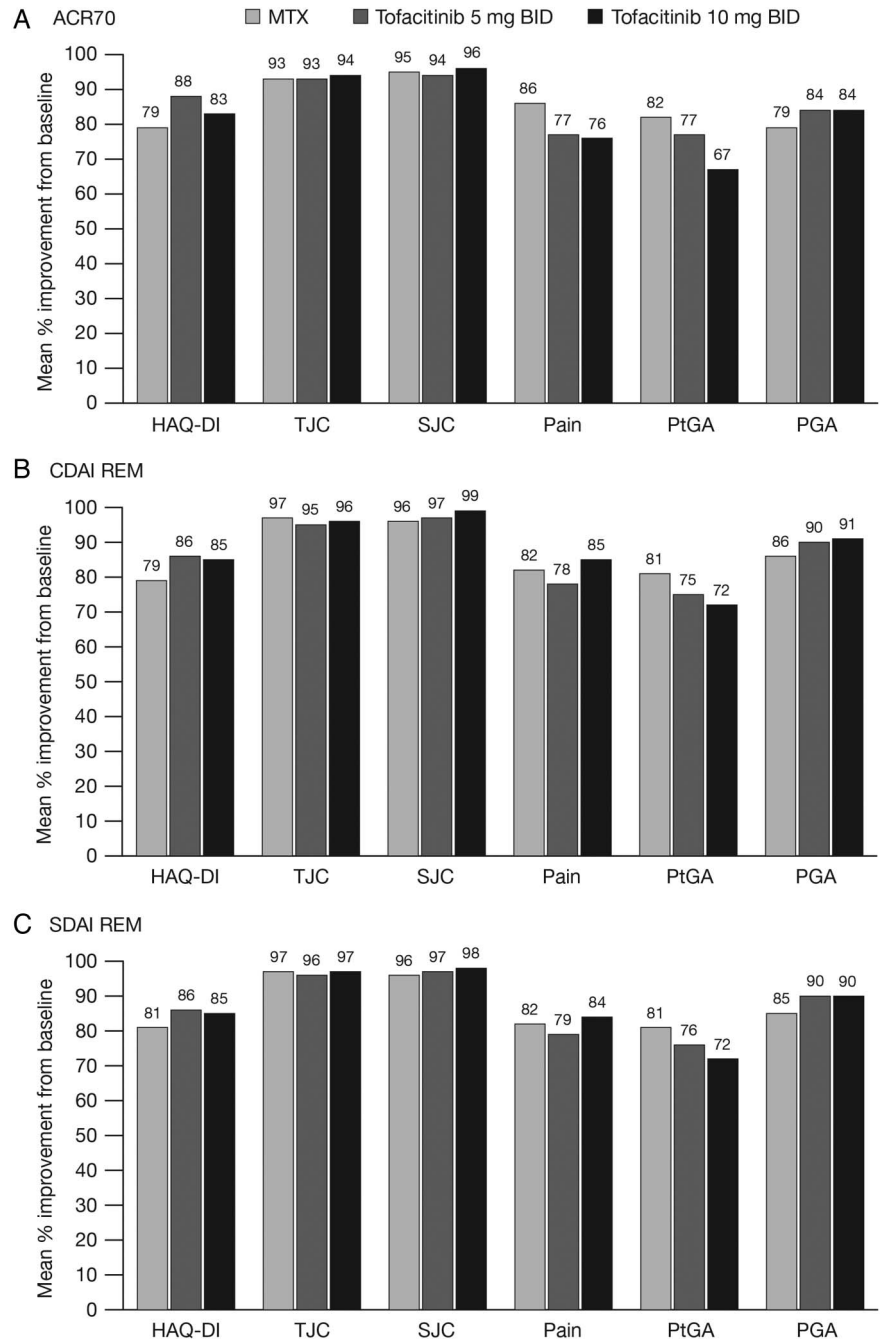 A ACR70
MTX Tofacitinib 5 mg BID Tofacitinib 10 mg BID
Mean % improvement from baseline
100
90
80
70
60
50
40
30
20
10
0
79 88 83 93 93 94 95 94 96 86 77 76 82 77 67 79 84 84
HAQ-DI TJC SJC Pain PtGA PGA
B CDAI REM
Mean % improvement from baseline
100
90
80
70
60
50
40
30
20
10
0
79 86 85 97 95 96 96 97 99 82 78 85 81 75 72 86 90 91
HAQ-DI TJC SJC Pain PtGA PGA
C SDAI REM
Mean % improvement from baseline
100
90
80
70
60
50
40
30
20
10
0
81 86 85 97 96 97 96 97 98 82 79 84 81 76 72 85 90 90
HAQ-DI TJC SJC Pain PtGA PGA